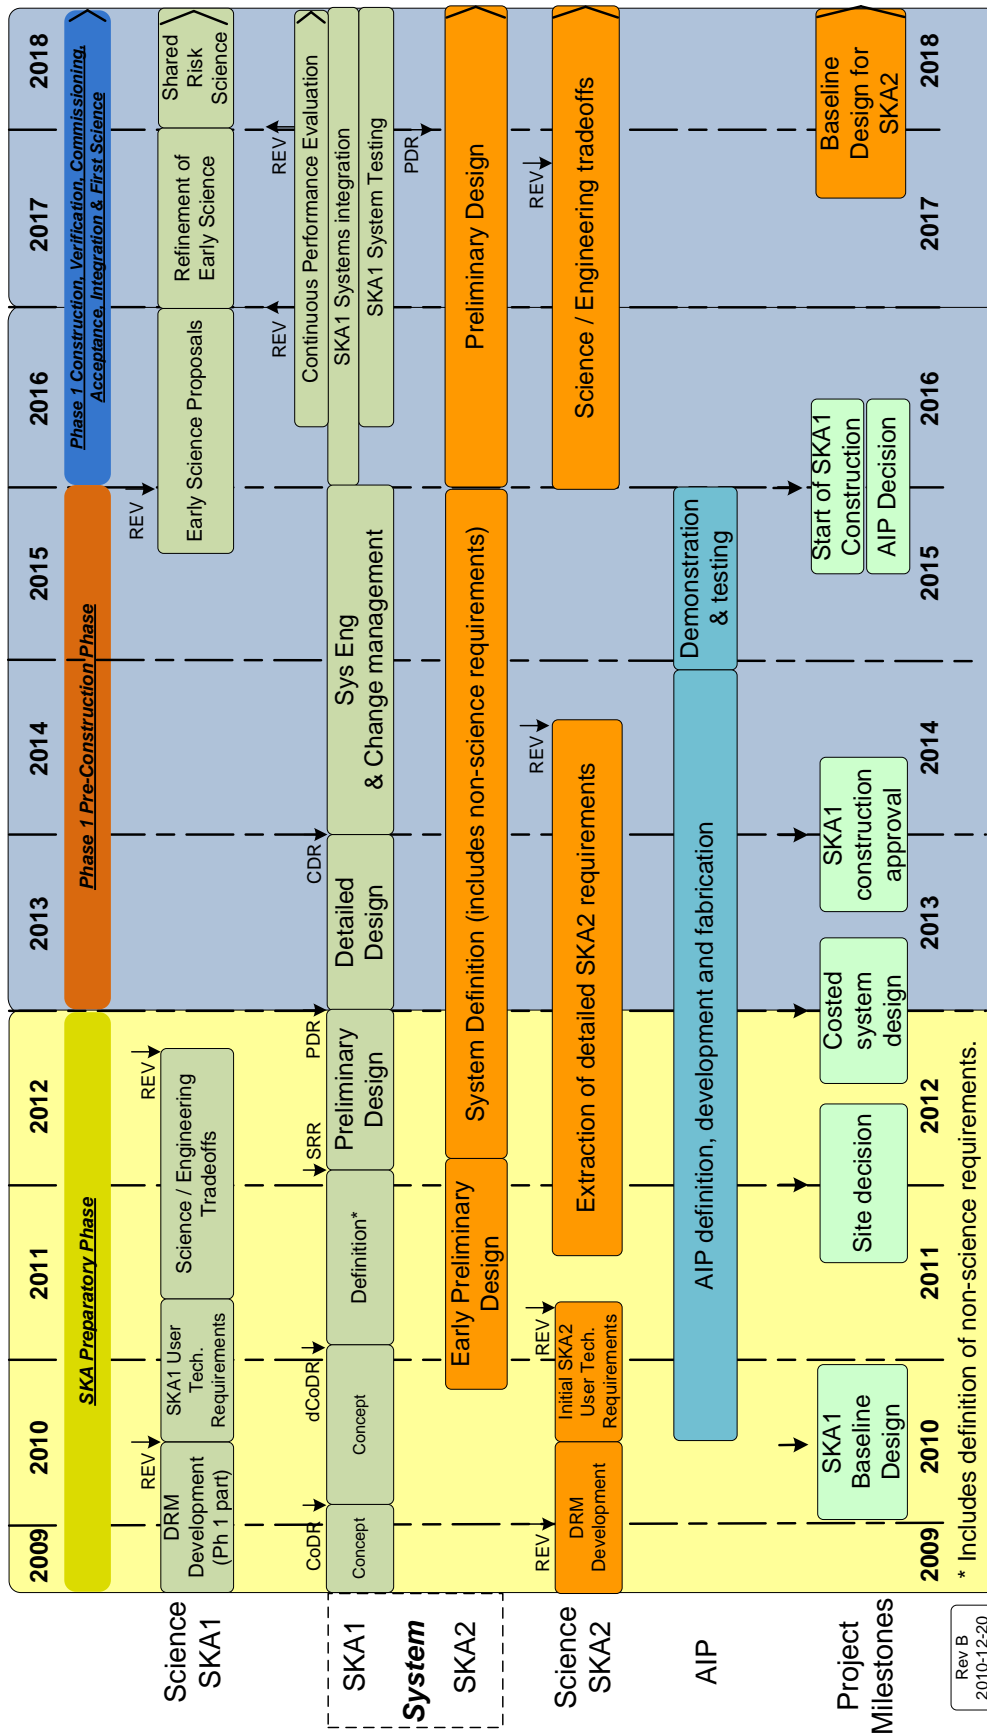 2009
2010
2011
2012
2013
2014
2015
2016
2017
2018
SKA Preparatory Phase
Phase 1 Pre-Construction Phase
Phase 1 Construction, Verification, Commissioning,
Acceptance, Integration & First Science
Science
SKA1
REV
REV
REV
DRM
Development
(Ph 1 part)
SKA1 User
Tech.
Requirements
Science / Engineering
Tradeoffs
Early Science Proposals
Refinement of
Early Science
Shared
Risk
Science
REV
REV
Continuous Performance Evaluation
System
SKA1
CoDR
dCoDR
SRR
PDR
CDR
Concept
Concept
Definition*
Preliminary
Design
Detailed
Design
Sys Eng
& Change management
SKA1 Systems integration
SKA1 System Testing
PDR
SKA2
Early Preliminary
Design
System Definition (includes non-science requirements)
Preliminary Design
Science
SKA2
REV
REV
REV
REV
DRM
Development
Initial SKA2
User Tech.
Requirements
Extraction of detailed SKA2 requirements
Science / Engineering tradeoffs
AIP
AIP definition, development and fabrication
Demonstration
& testing
Project
Milestones
SKA1
Baseline
Design
Site decision
Costed
system
design
SKA1
construction
approval
Start of SKA1
Construction
AIP Decision
Baseline
Design for
SKA2
2009
2010
2011
2012
2013
2014
2015
2016
2017
2018
* Includes definition of non-science requirements.
Rev B
2010-12-20